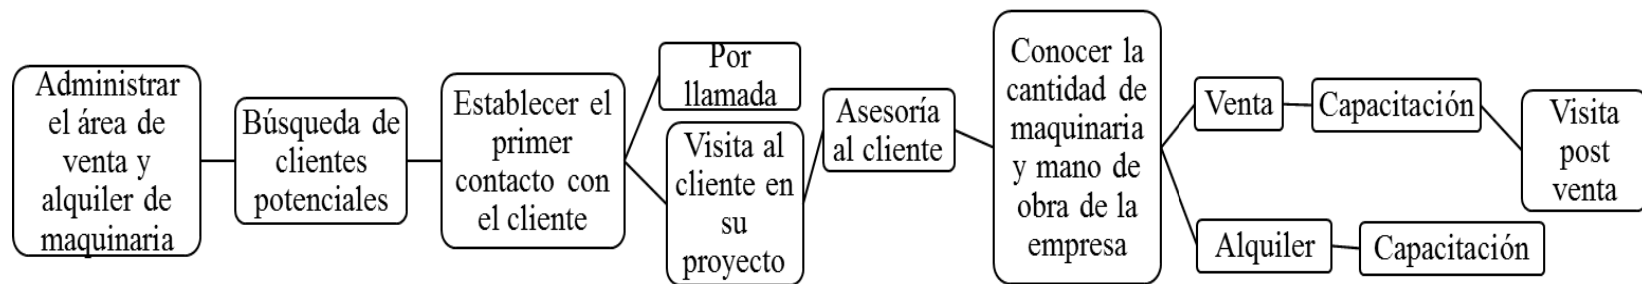 Administrar
el área de
venta y
alquiler de
maquinaria
Búsqueda de
clientes
potenciales
Establecer el
primer
contacto con
el cliente
Por
llamada
Visita al
cliente en
su
proyecto
Asesoría
al cliente
Conocer la
cantidad de
maquinaria
y mano de
obra de la
empresa
Venta
Capacitación
Visita
post
venta
Alquiler
Capacitación